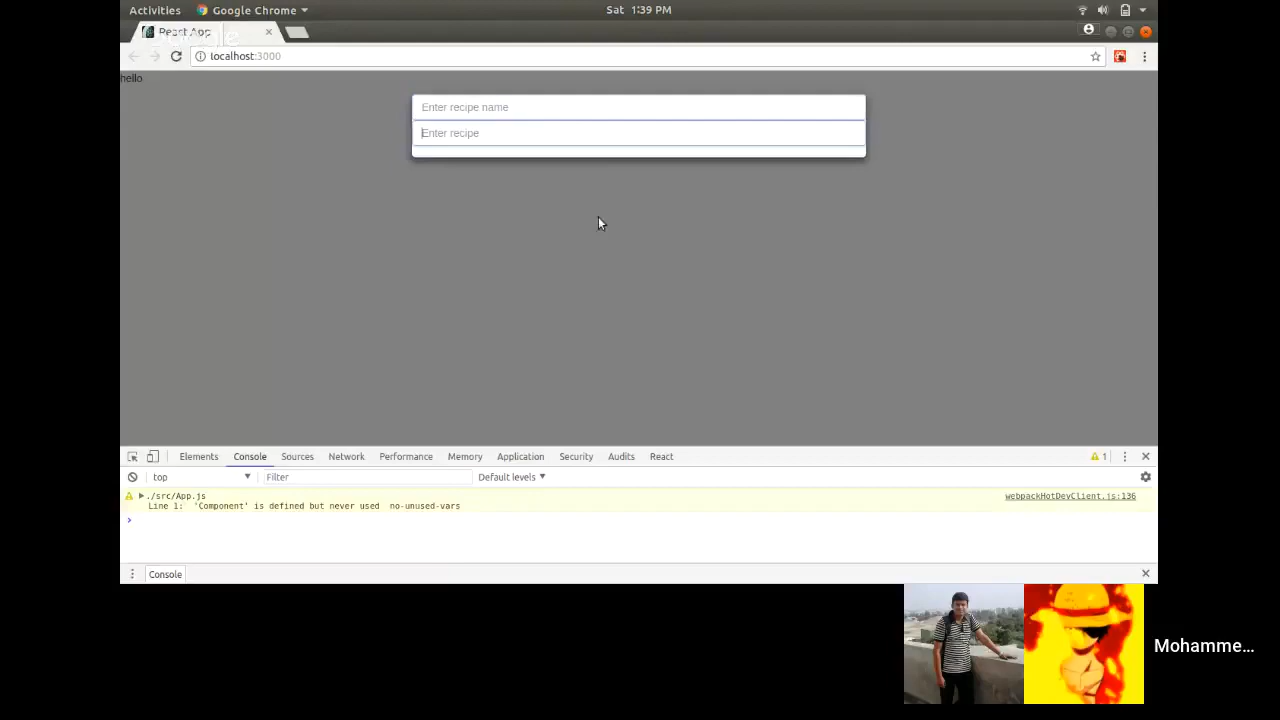 Activities Google Chrome Sat 1:39 PM
React App
localhost:3000
hello
Enter recipe name
Enter recipe
Elements Console Sources Network Performance Memory Application Security Audits React 1
top Filter Default levels
./src/App.js webpackHotDevClient.js:136
Line 1: 'Component' is defined but never used no-unused-vars
Console
Mohamme...